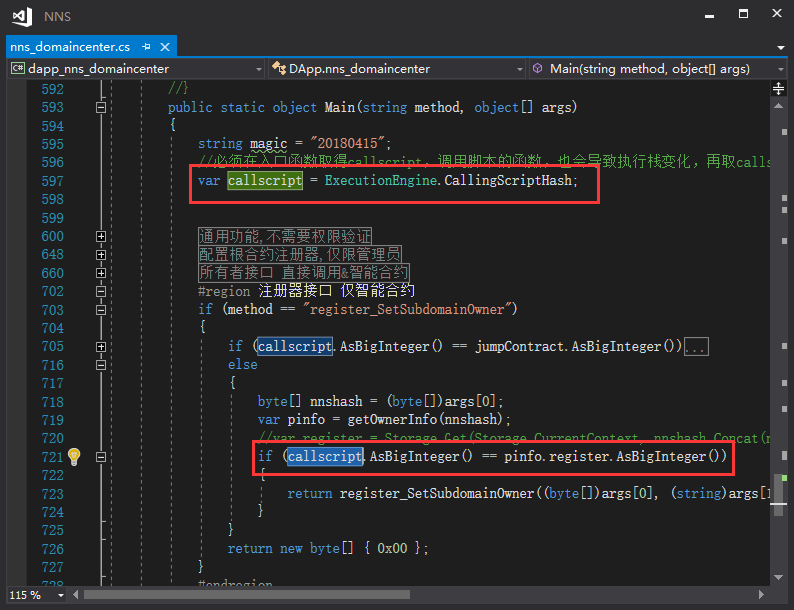 NNS
nns_domaincenter.cs
C# dapp_nns_domaincenter DApp.nns_domaincenter Main(string method, object[] args)
592 //}
593 public static object Main(string method, object[] args)
594 {
595 string magic = "20180415";
596 //必须在入口函数取得callscript，调用脚本的函数，也会导致执行栈变化，再取calls
597 var callscript = ExecutionEngine.CallingScriptHash;
598
599
600 通用功能,不需要权限验证
648 配置根合约注册器,仅限管理员
660 所有者接口 直接调用&智能合约
702 #region 注册器接口 仅智能合约
703 if (method == "register_SetSubdomainOwner")
704 {
705 if (callscript.AsBigInteger() == jumpContract.AsBigInteger())...
716 else
717 {
718 byte[] nnshash = (byte[])args[0];
719 var pinfo = getOwnerInfo(nnshash);
720 //var register = Storage.Get(Storage.CurrentContext, nnshash.Concat(n
721 if (callscript.AsBigInteger() == pinfo.register.AsBigInteger())
722 {
723 return register_SetSubdomainOwner((byte[])args[0], (string)args[1
724 }
725 }
726 return new byte[] { 0x00 };
727 }
728 #endregion
115 %